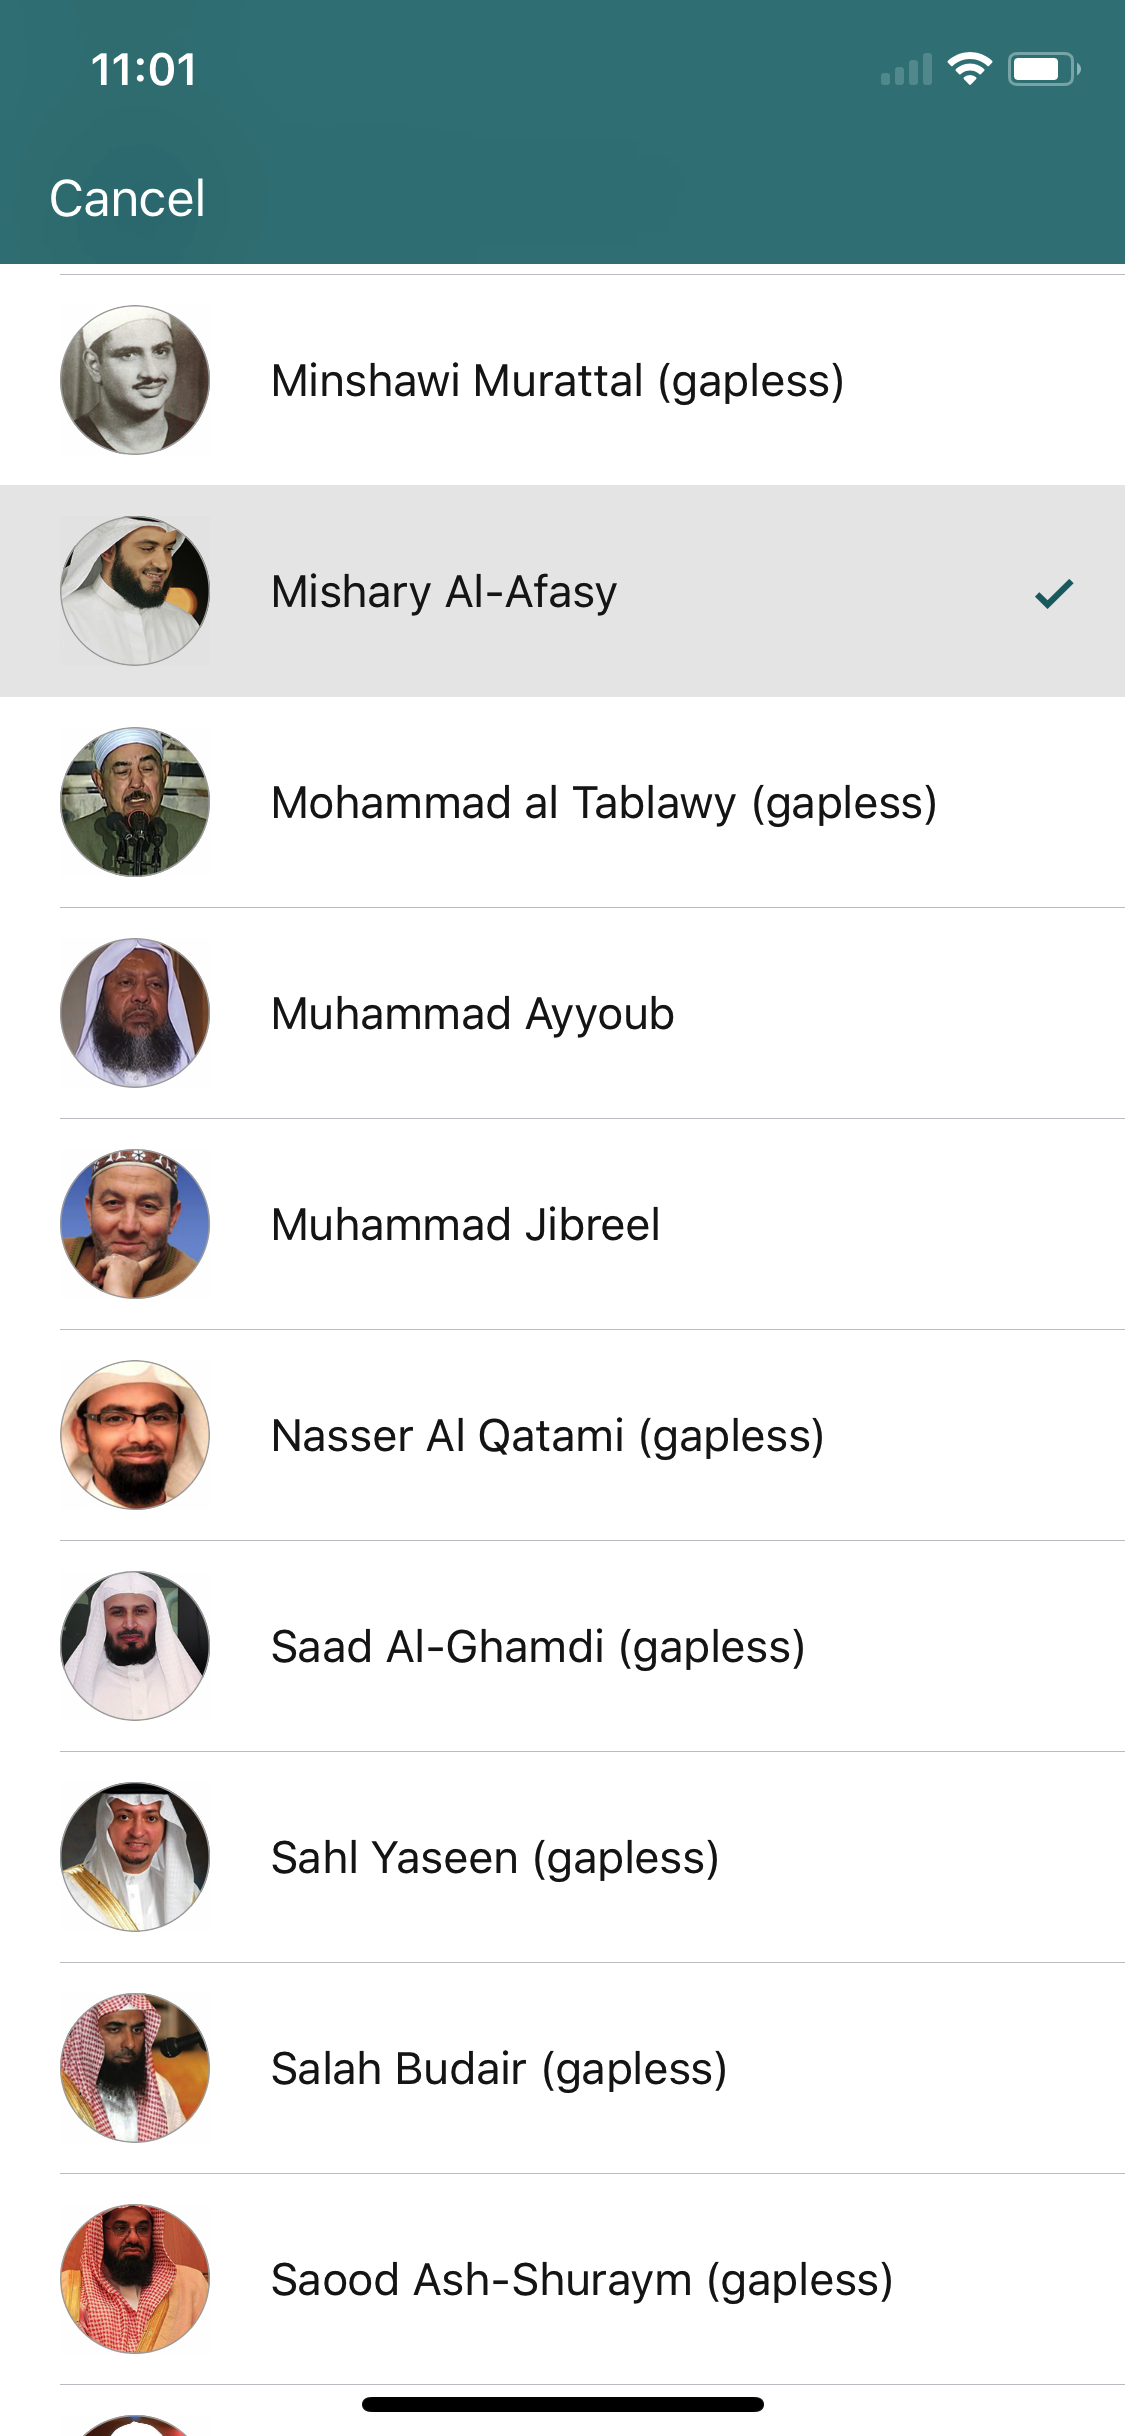 11:01
Cancel
Minshawi Murattal (gapless)
Mishary Al-Afasy
Mohammad al Tablawy (gapless)
Muhammad Ayyoub
Muhammad Jibreel
Nasser Al Qatami (gapless)
Saad Al-Ghamdi (gapless)
Sahl Yaseen (gapless)
Salah Budair (gapless)
Saood Ash-Shuraym (gapless)